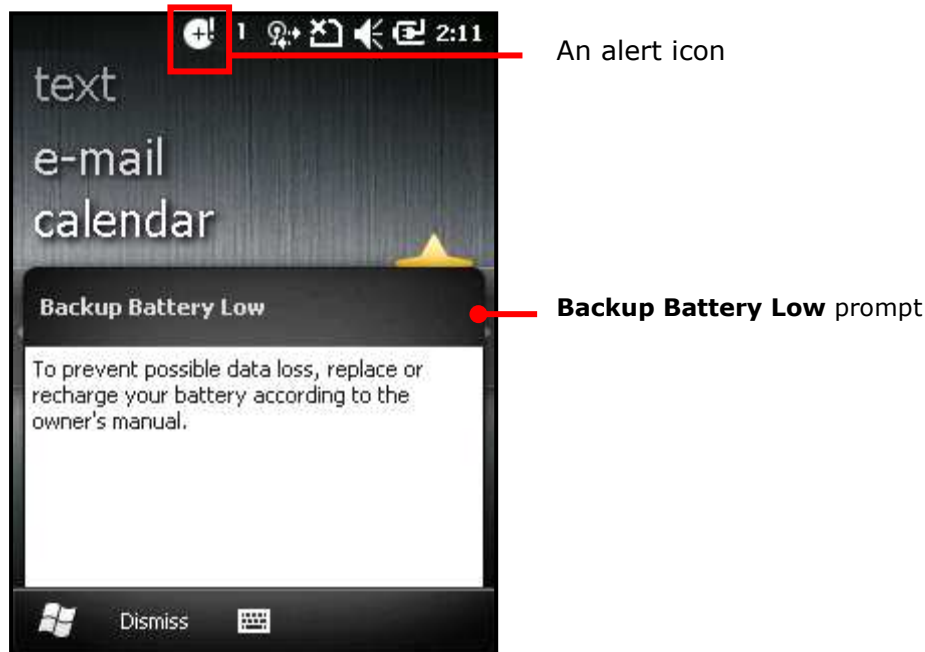 1 2:11
An alert icon
text
e-mail
calendar
Backup Battery Low
Backup Battery Low prompt
To prevent possible data loss, replace or
recharge your battery according to the
owner's manual.
Dismiss